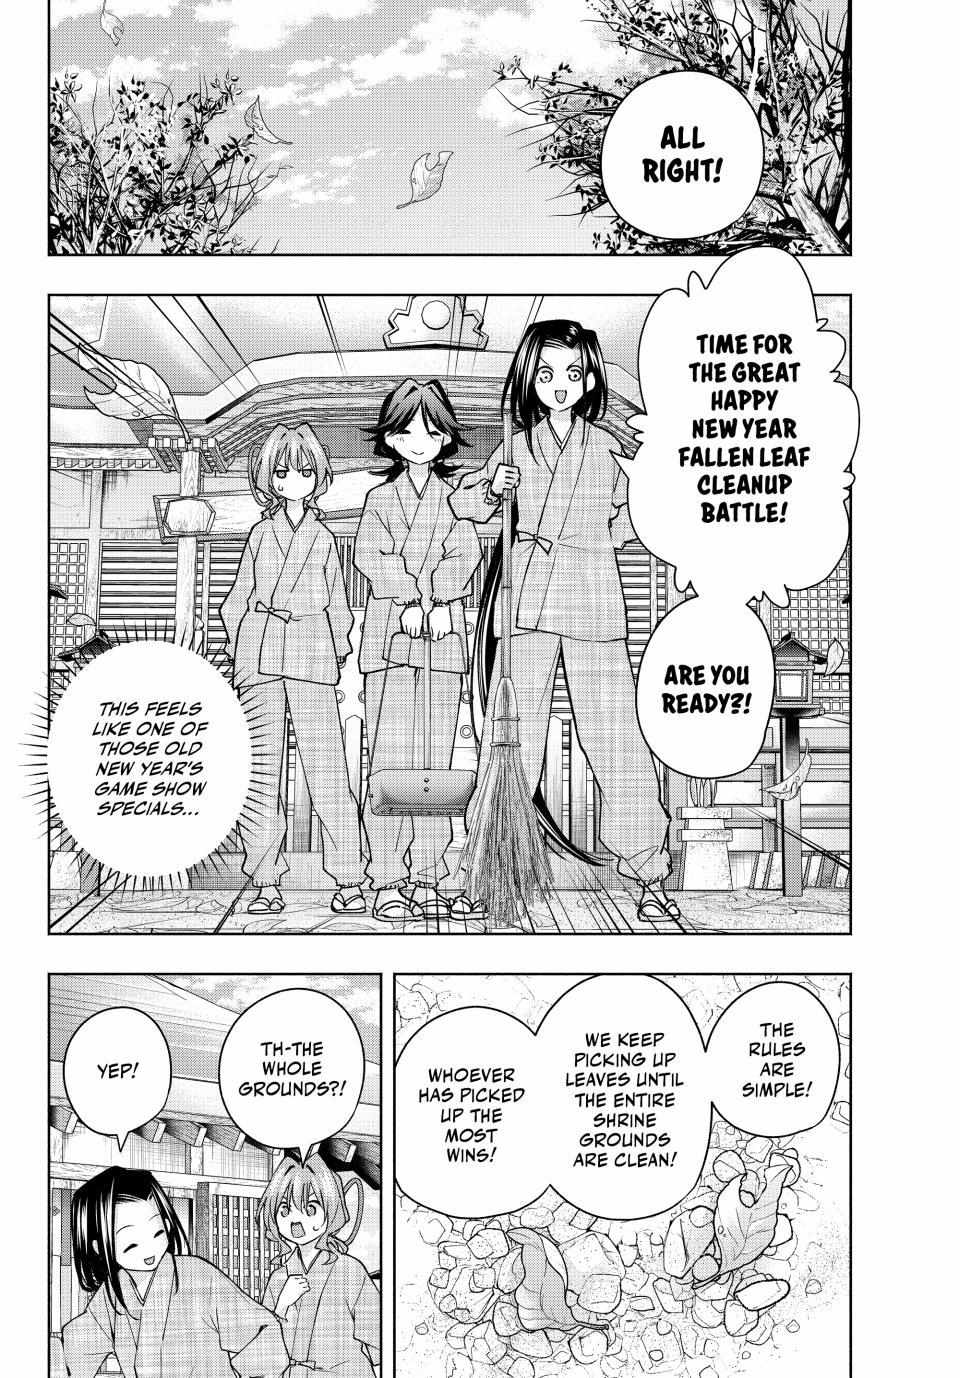 ALL
RIGHT!
TIME FOR
THE GREAT
HAPPY
NEW YEAR
FALLEN LEAF
CLEANUP
BATTLE!
ARE YOU
READY?!
THIS FEELS
LIKE ONE OF
THOSE OLD
NEW YEAR'S
GAME SHOW
SPECIALS...
THE
RULES
ARE
SIMPLE!
WE KEEP
PICKING UP
LEAVES UNTIL
THE ENTIRE
SHRINE
GROUNDS
ARE CLEAN!
WHOEVER
HAS PICKED
UP THE
MOST
WINS!
TH-THE
WHOLE
GROUNDS?!
YEP!